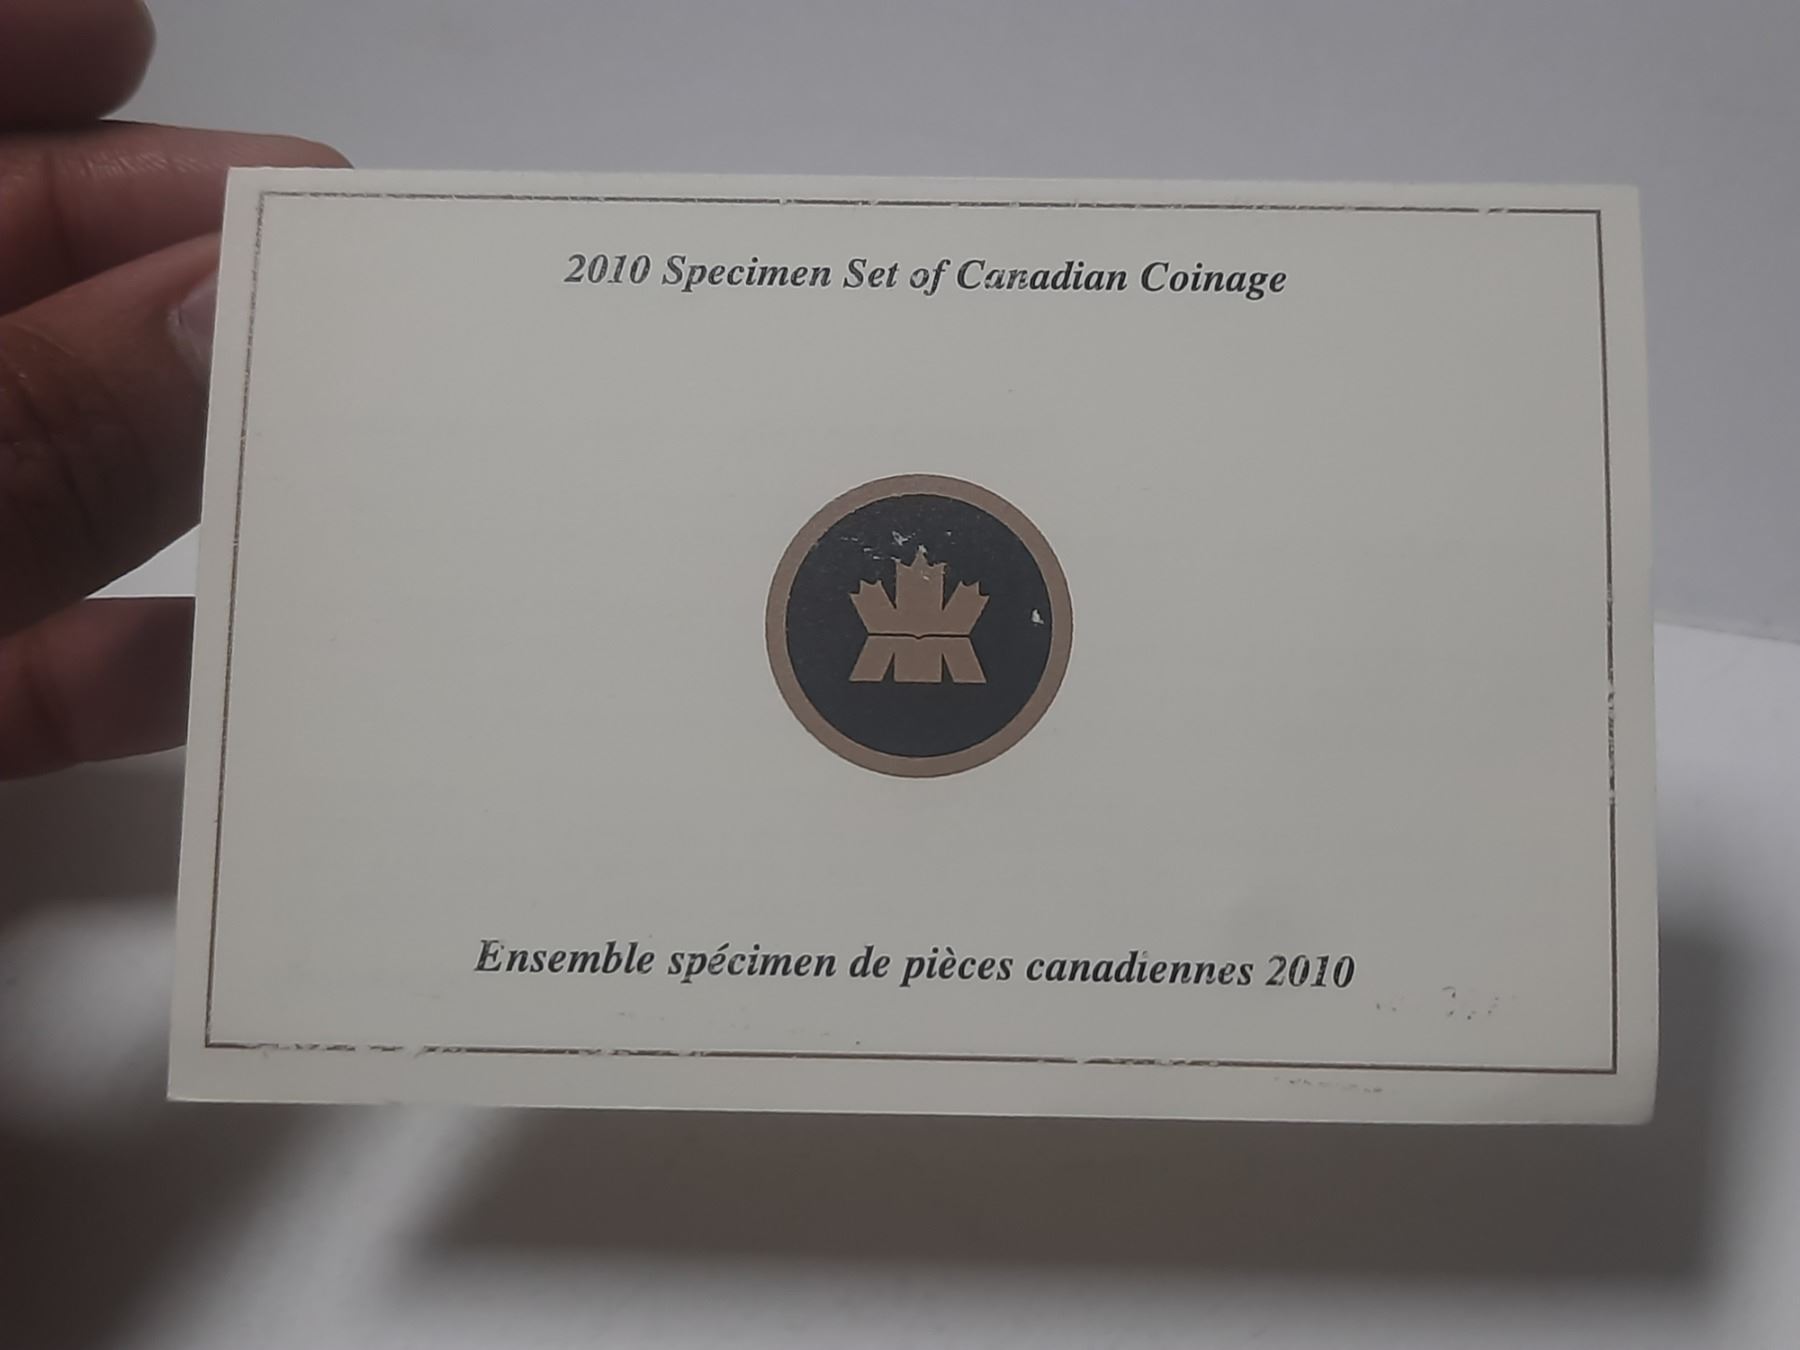 2010 Specimen Set of Canadian Coinage
Ensemble spécimen de pièces canadiennes 2010